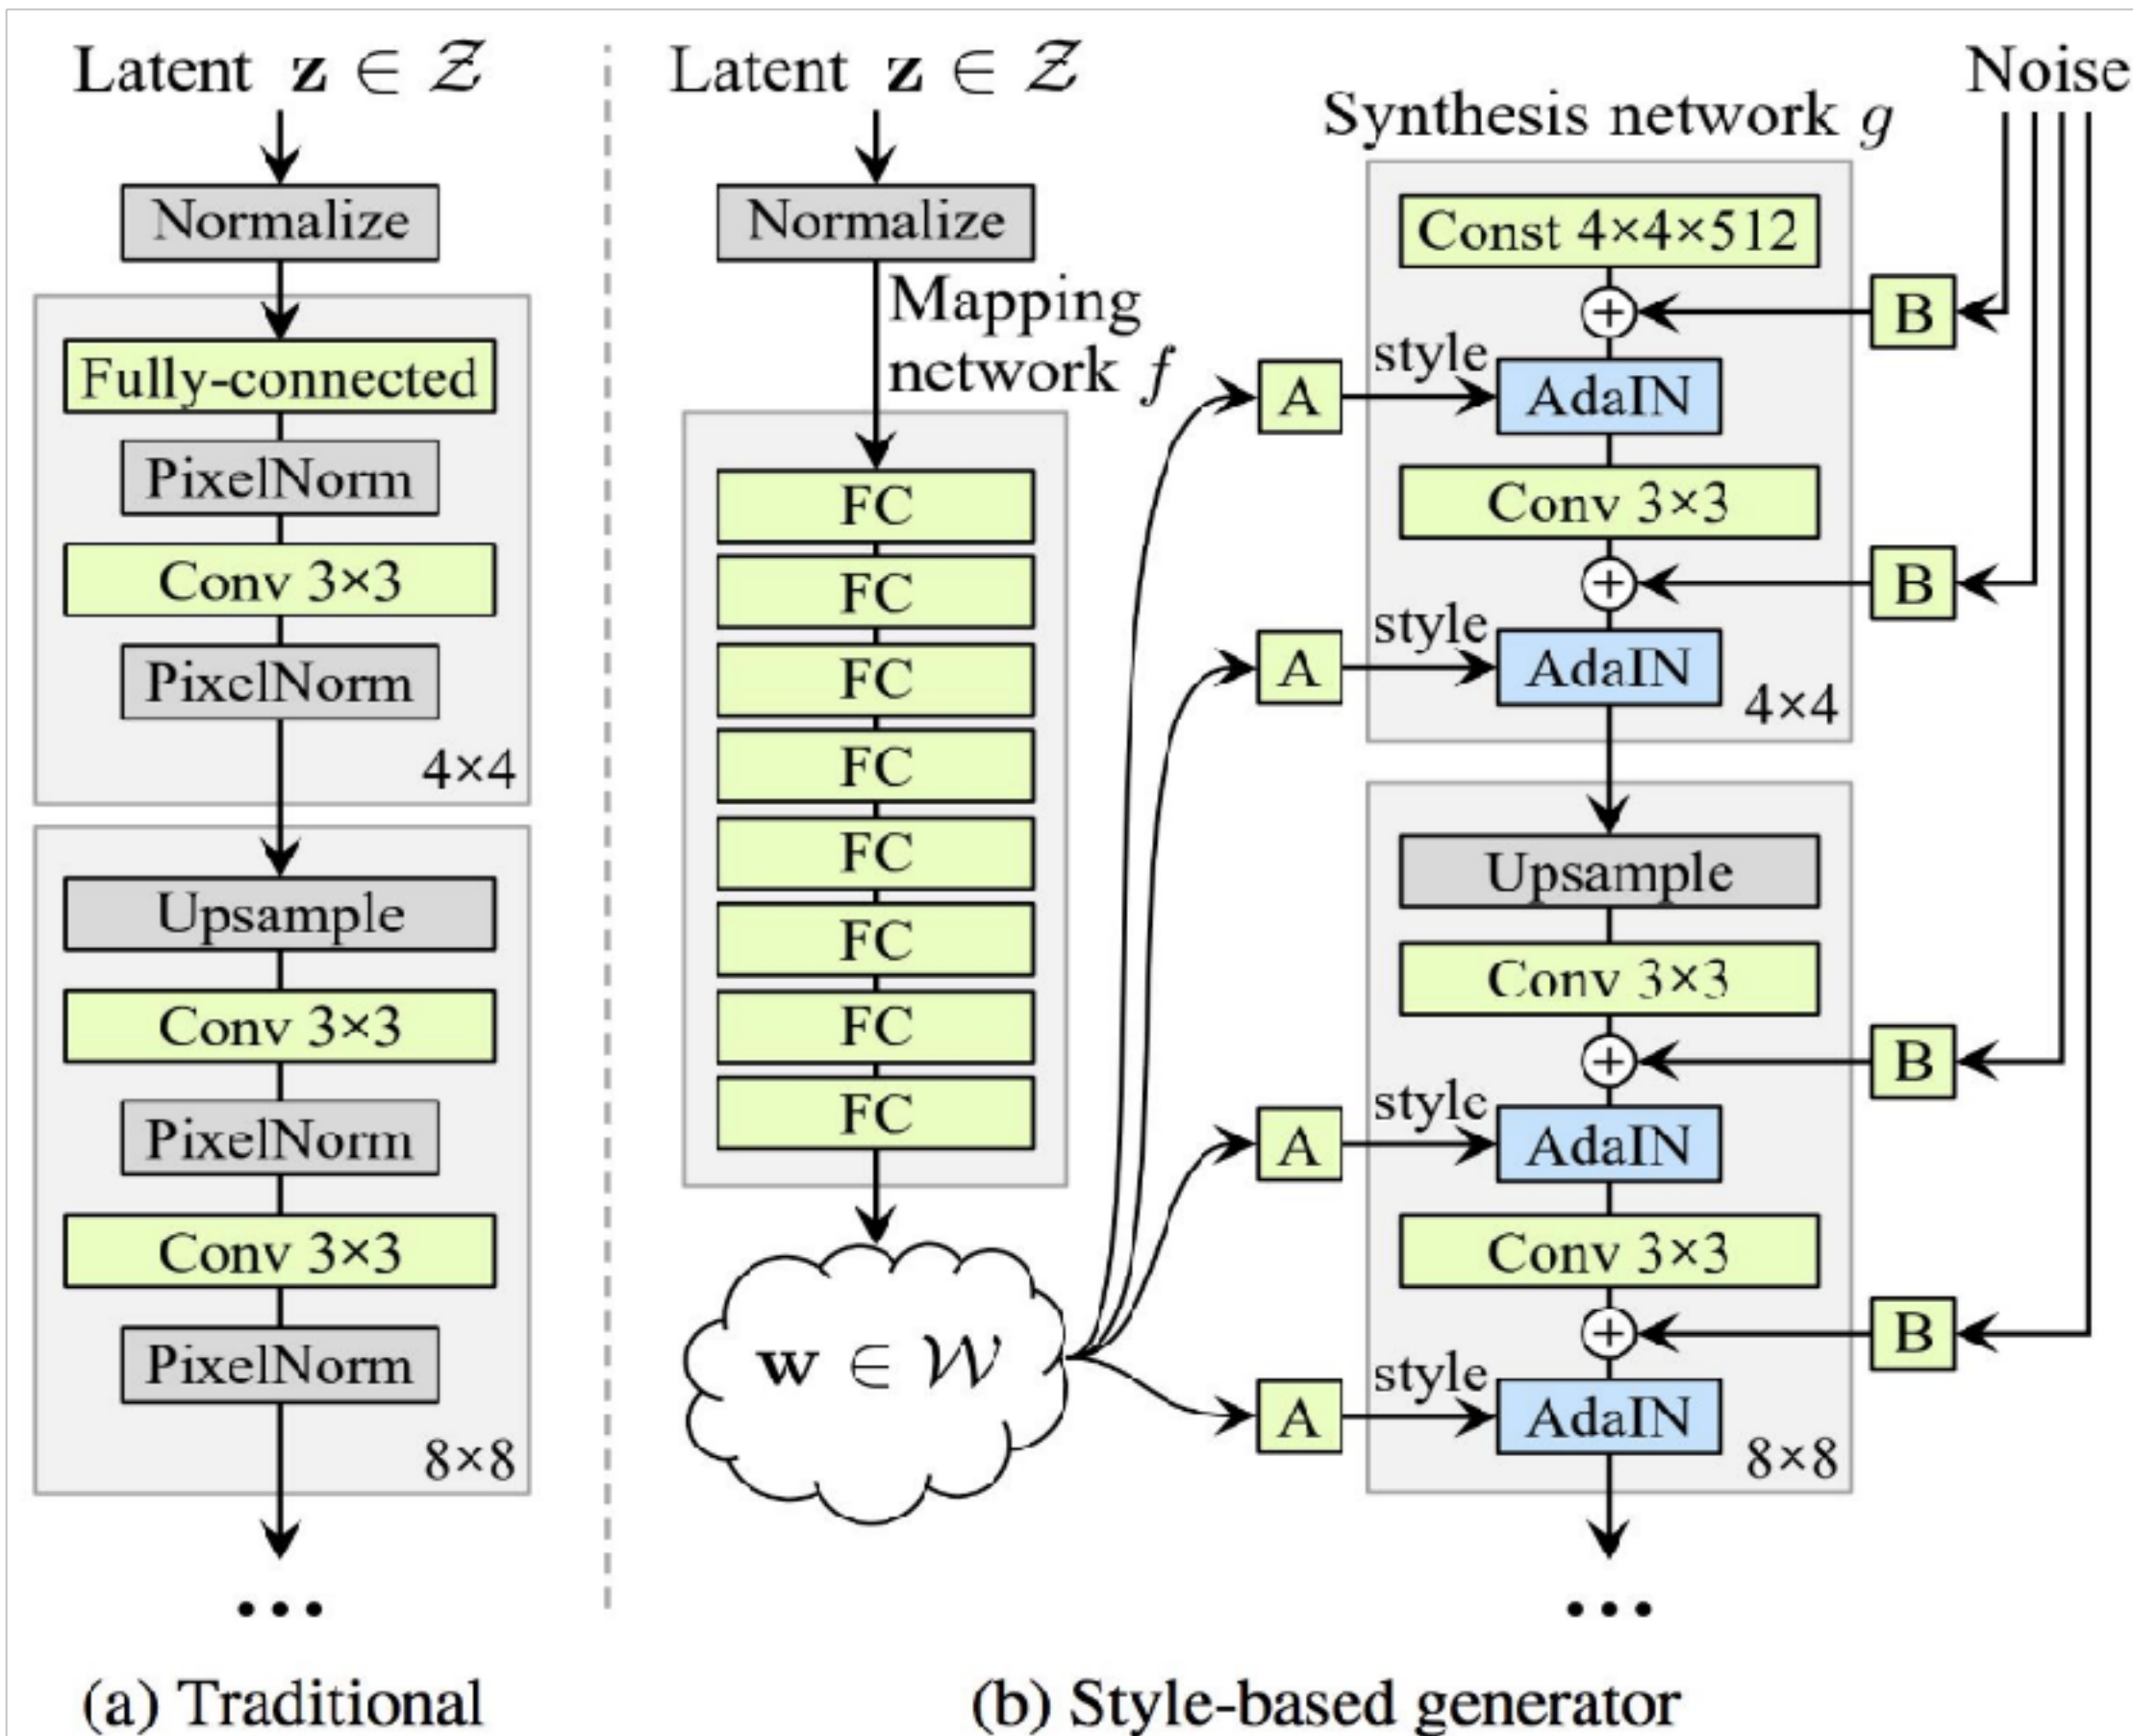 Latent z ∈ 𝒵
Normalize
Fully-connected
PixelNorm
Conv 3×3
PixelNorm
4×4
Upsample
Conv 3×3
PixelNorm
Conv 3×3
PixelNorm
8×8
...
(a) Traditional
Latent z ∈ 𝒵
Normalize
Mapping
network f
FC
FC
FC
FC
FC
FC
FC
FC
w ∈ 𝒲
Noise
Synthesis network g
Const 4×4×512
+
B
A
style
AdaIN
Conv 3×3
+
B
A
style
AdaIN
4×4
Upsample
Conv 3×3
+
B
A
style
AdaIN
Conv 3×3
+
B
A
style
AdaIN
8×8
...
(b) Style-based generator